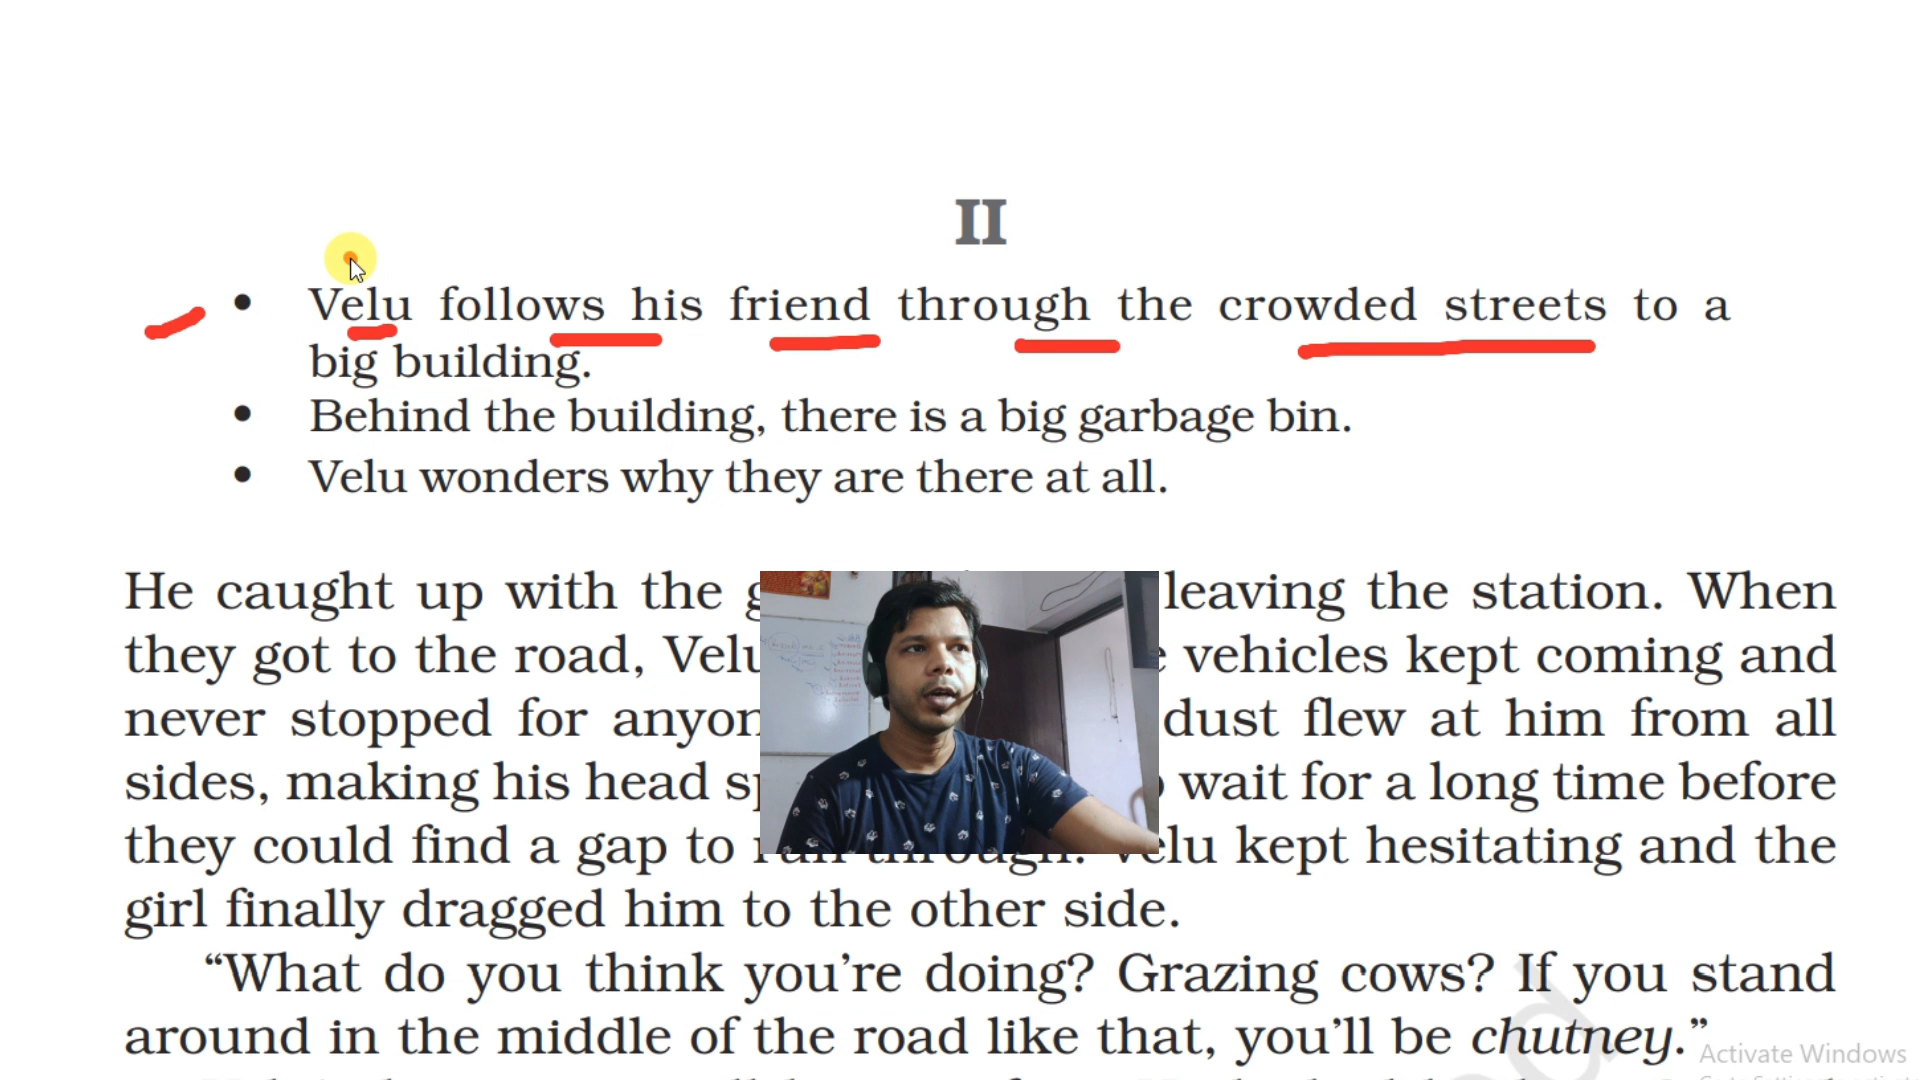 II
• Velu follows his friend through the crowded streets to a
big building.
• Behind the building, there is a big garbage bin.
• Velu wonders why they are there at all.
He caught up with the leaving the station. When
they got to the road, Velu vehicles kept coming and
never stopped for dust flew at him from all
sides, making his head wait for a long time before
they could find a gap to run through. Velu kept hesitating and the
girl finally dragged him to the other side.
“What do you think you’re doing? Grazing cows? If you stand
around in the middle of the road like that, you’ll be chutney.”
Activate Windows